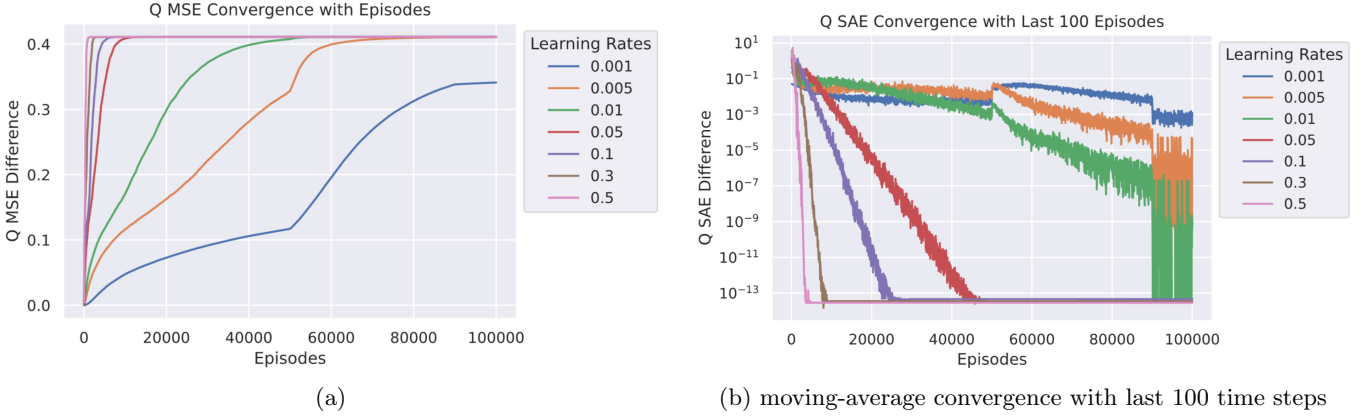 Q MSE Convergence with Episodes
Q MSE Difference
0.4
0.3
0.2
0.1
0.0
0 20000 40000 60000 80000 100000
Episodes
Learning Rates
0.001
0.005
0.01
0.05
0.1
0.3
0.5
(a)
Q SAE Convergence with Last 100 Episodes
Q SAE Difference
10^1
10^-1
10^-3
10^-5
10^-7
10^-9
10^-11
10^-13
0 20000 40000 60000 80000 100000
Episodes
Learning Rates
0.001
0.005
0.01
0.05
0.1
0.3
0.5
(b) moving-average convergence with last 100 time steps